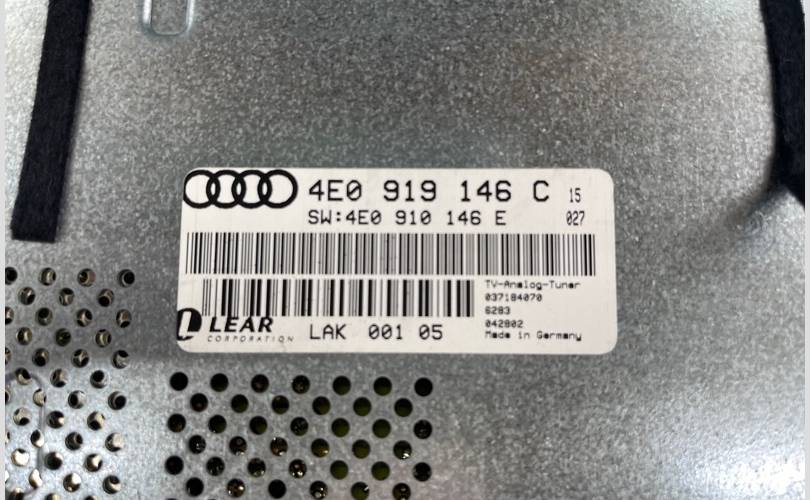 4E0 919 146 C 15
SW:4E0 910 146 E 027
TV-Analog-Tuner
037184070
6283
042802
Made in Germany
LEAR
CORPORATION
LAK 001 05